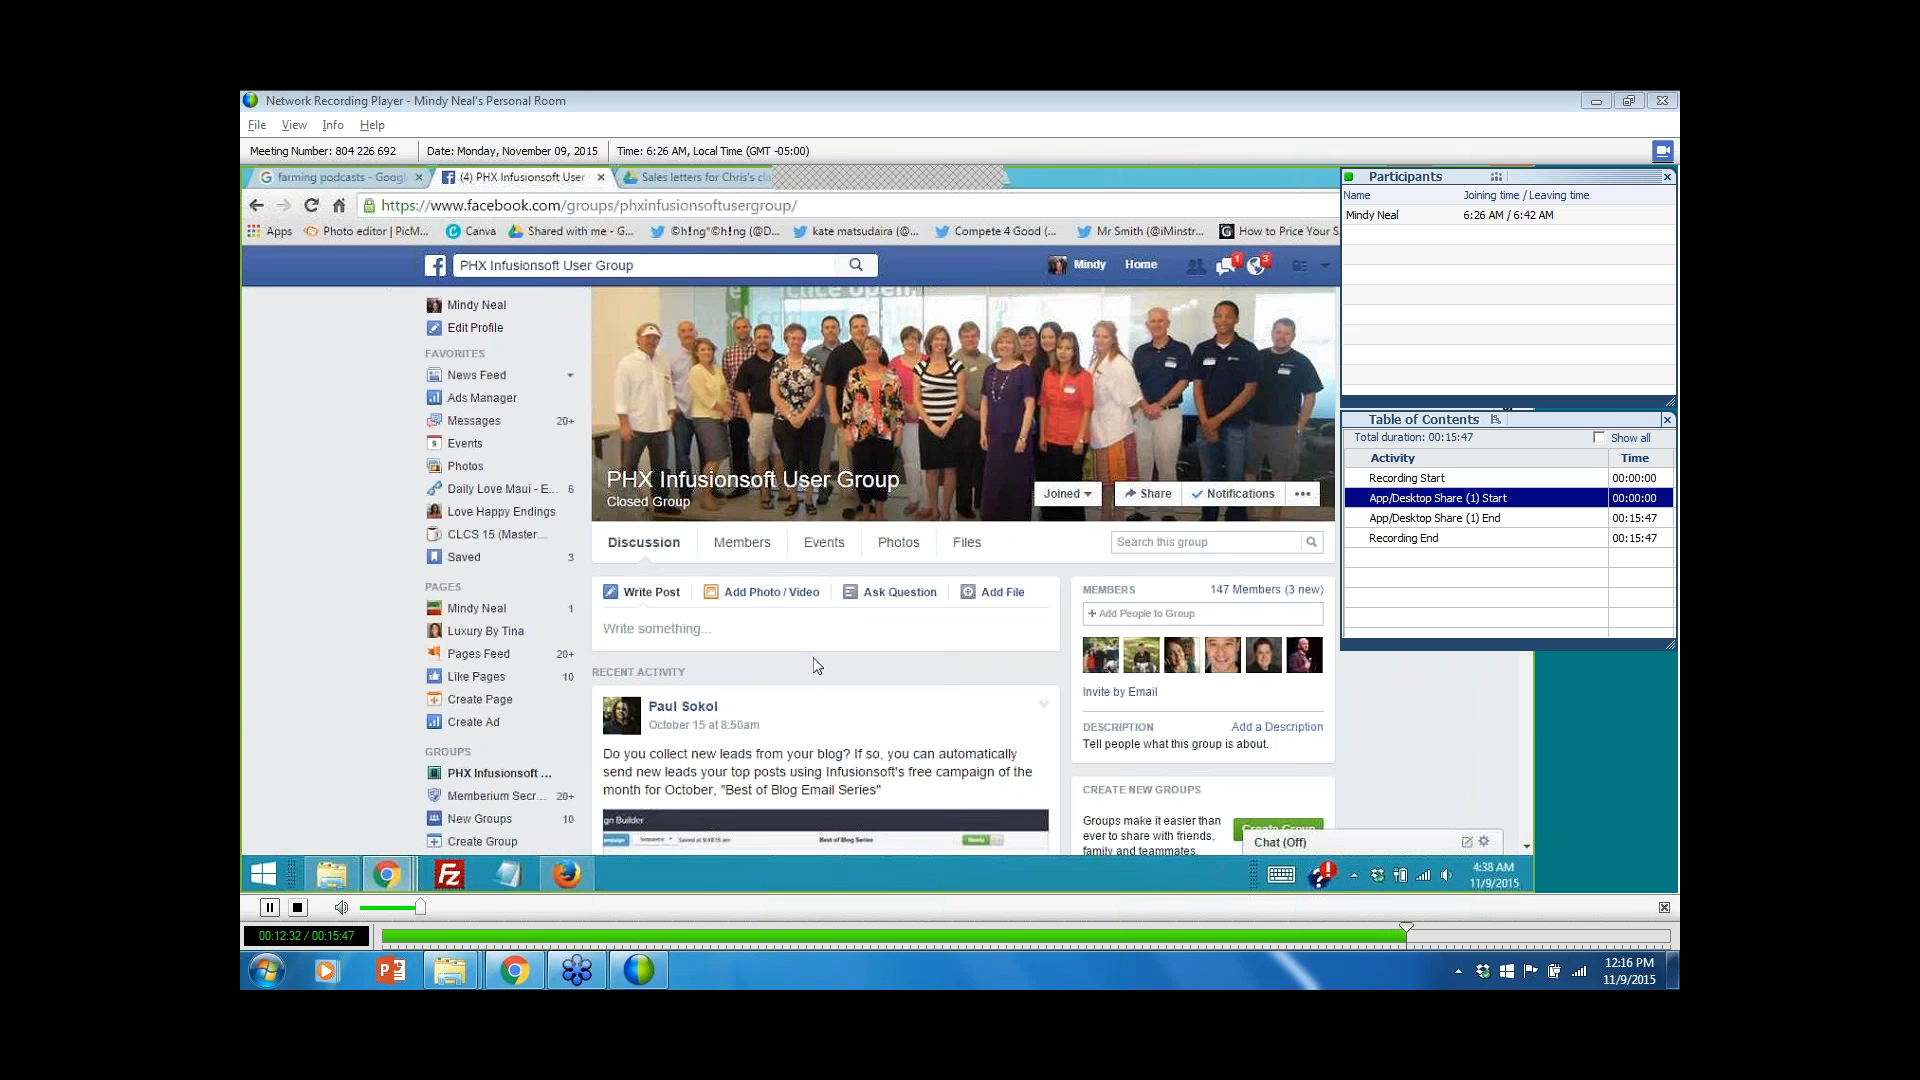 Network Recording Player - Mindy Neal's Personal Room
File View Info Help
Meeting Number: 804 226 692 Date: Monday, November 09, 2015 Time: 6:26 AM, Local Time (GMT -05:00)
farming podcasts - Googl (4) PHX Infusionsoft User Sales letters for Chris's cla
https://www.facebook.com/groups/phxinfusionsoftusergroup/
Apps Photo editor | PicM... Canva Shared with me - G... ©h!ng*©h!ng (@D... kate matsudaira (@... Compete 4 Good (... Mr Smith (@iMinstr... How to Price Your S
PHX Infusionsoft User Group Mindy Home 1 3
Mindy Neal
Edit Profile
FAVORITES
News Feed
Ads Manager
Messages 20+
Events
Photos
Daily Love Maui - E... 6
Love Happy Endings
CLCS 15 (Master...
Saved 3
PAGES
Mindy Neal 1
Luxury By Tina
Pages Feed 20+
Like Pages 10
Create Page
Create Ad
GROUPS
PHX Infusionsoft ...
Memberium Secr... 20+
New Groups 10
Create Group
PHX Infusionsoft User Group
Closed Group
Joined Share Notifications
Discussion Members Events Photos Files Search this group
Write Post Add Photo / Video Ask Question Add File
Write something...
RECENT ACTIVITY
Paul Sokol
October 15 at 8:50am
Do you collect new leads from your blog? If so, you can automatically
send new leads your top posts using Infusionsoft's free campaign of the
month for October, "Best of Blog Email Series"
gn Builder
Best of Blog Series
MEMBERS 147 Members (3 new)
+ Add People to Group
Invite by Email
DESCRIPTION Add a Description
Tell people what this group is about.
CREATE NEW GROUPS
Groups make it easier than
ever to share with friends,
family and teammates.
Create Group
Chat (Off)
4:38 AM
11/9/2015
Participants
Name Joining time / Leaving time
Mindy Neal 6:26 AM / 6:42 AM
Table of Contents
Total duration: 00:15:47 Show all
Activity Time
Recording Start 00:00:00
App/Desktop Share (1) Start 00:00:00
App/Desktop Share (1) End 00:15:47
Recording End 00:15:47
00:12:32 / 00:15:47
12:16 PM
11/9/2015